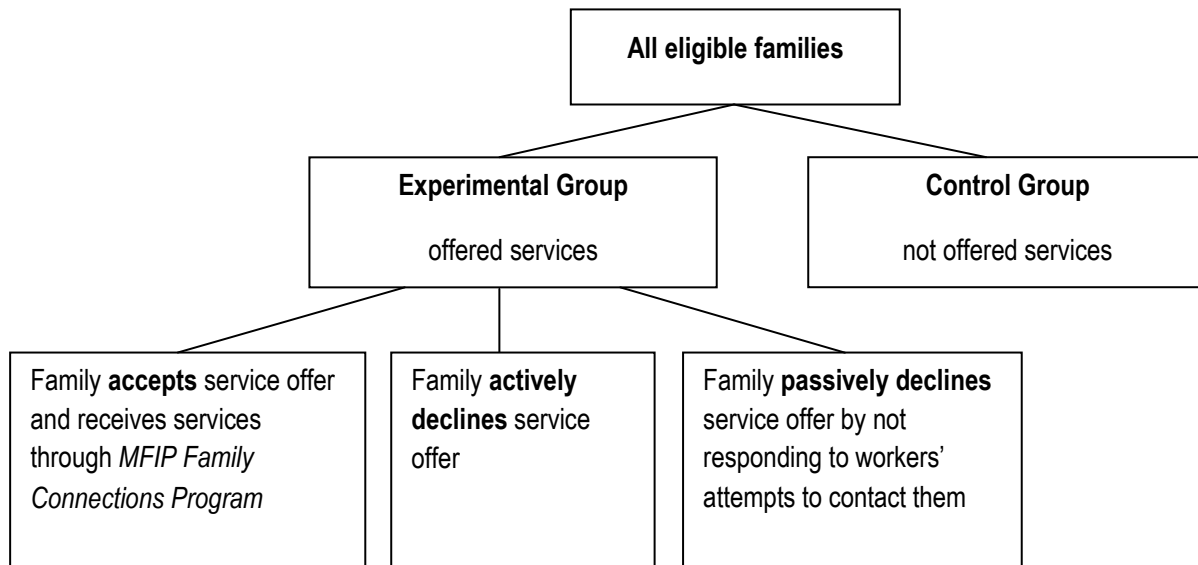 All eligible families
Experimental Group
offered services
Control Group
not offered services
Family accepts service offer
and receives services
through MFIP Family
Connections Program
Family actively
declines service
offer
Family passively declines
service offer by not
responding to workers’
attempts to contact them